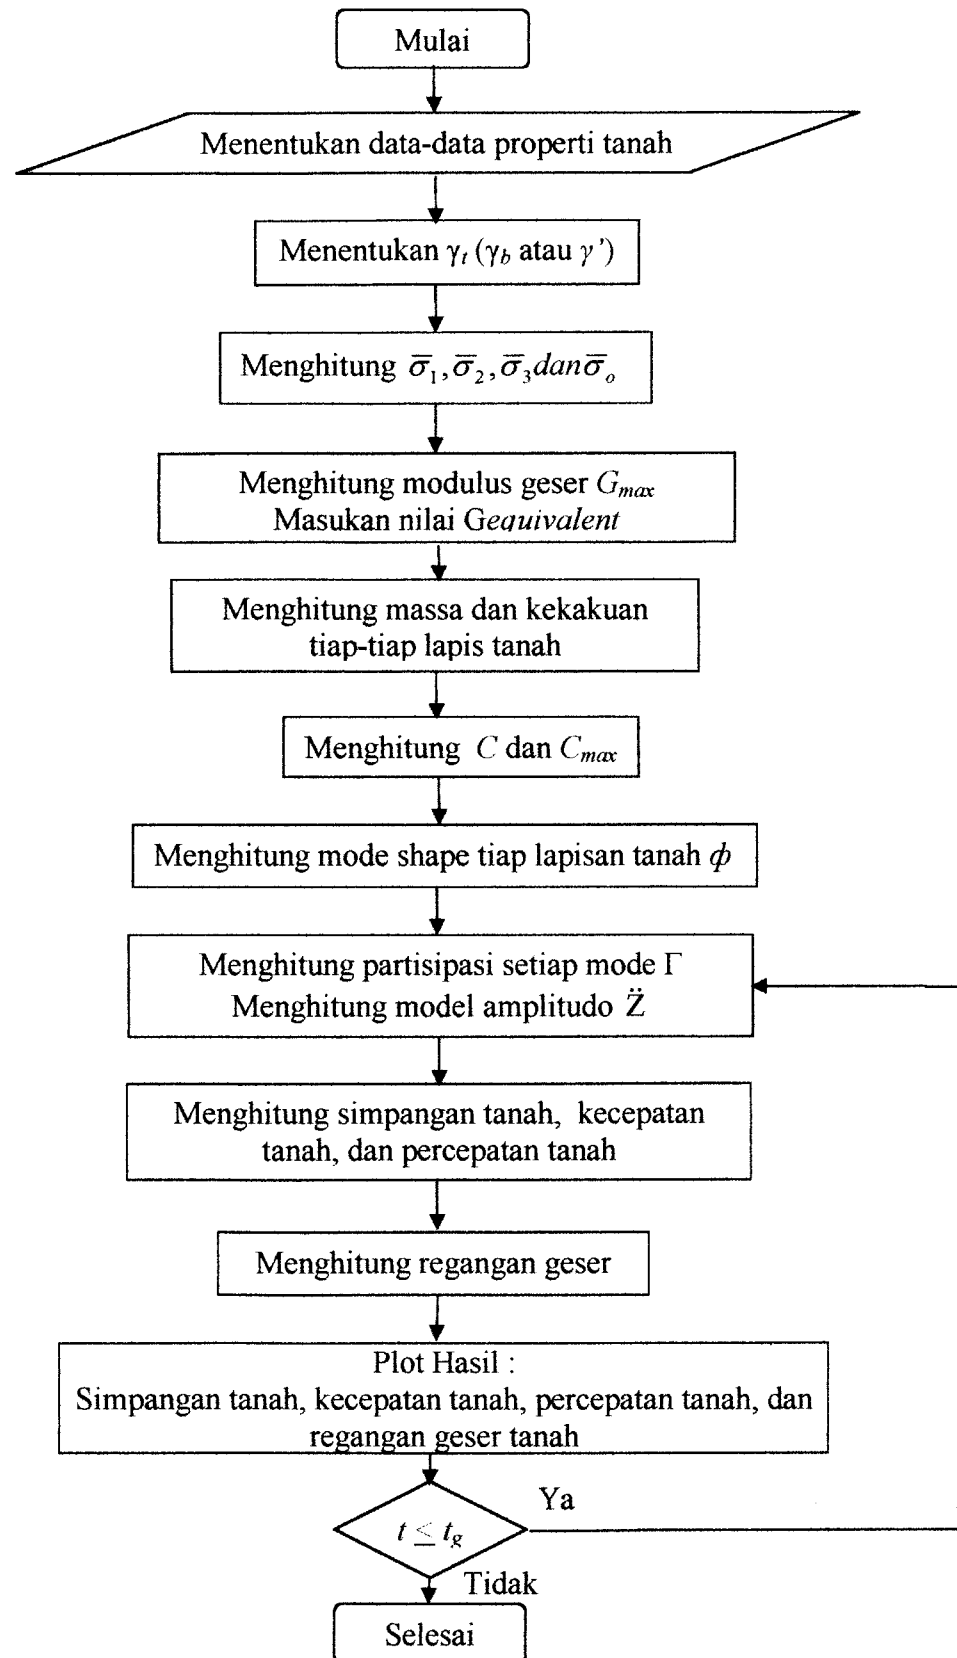 Mulai
Menentukan data-data properti tanah
Menentukan γt (γb atau γ')
Menghitung σ̅1, σ̅2, σ̅3 dan σ̅o
Menghitung modulus geser Gmax
Masukan nilai Gequivalent
Menghitung massa dan kekakuan
tiap-tiap lapis tanah
Menghitung C dan Cmax
Menghitung mode shape tiap lapisan tanah ϕ
Menghitung partisipasi setiap mode Γ
Menghitung model amplitudo Z̈
Menghitung simpangan tanah, kecepatan
tanah, dan percepatan tanah
Menghitung regangan geser
Plot Hasil :
Simpangan tanah, kecepatan tanah, percepatan tanah, dan
regangan geser tanah
Ya
t ≤ tg
Tidak
Selesai